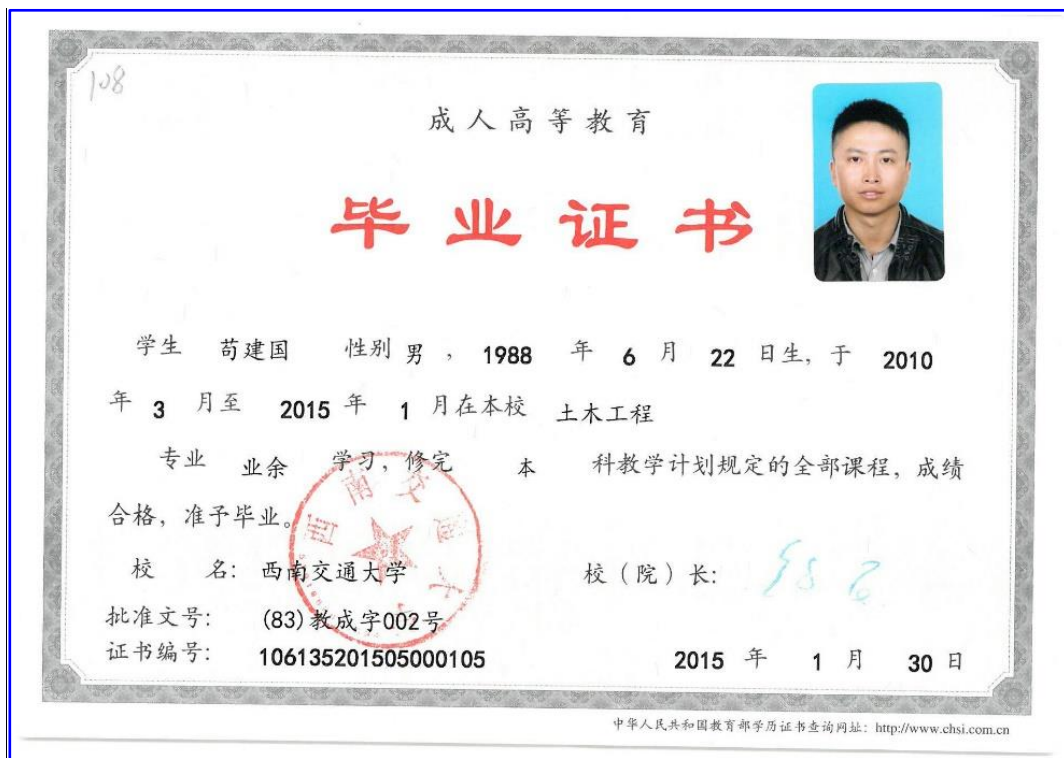 108
成人高等教育
毕业证书
学生 苟建国 性别 男 , 1988 年 6 月 22 日生, 于 2010
年 3 月至 2015 年 1 月在本校 土木工程
专业 业余 学习, 修完 本 科教学计划规定的全部课程, 成绩
合格, 准予毕业。
西南交通大学
校 名: 西南交通大学 校(院)长:
批准文号: (83)教成字002号
证书编号: 106135201505000105 2015 年 1 月 30 日
中华人民共和国教育部学历证书查询网址: http://www.chsi.com.cn